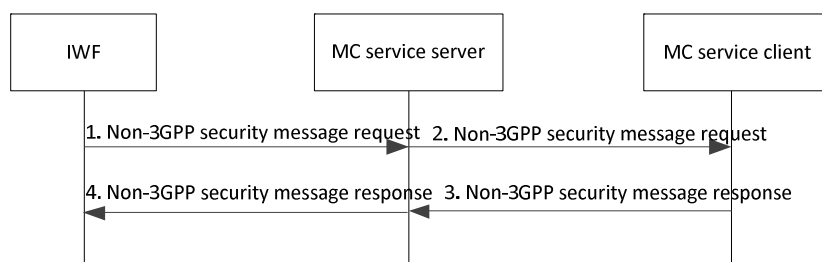 IWF
MC service server
MC service client
1. Non-3GPP security message request
2. Non-3GPP security message request
4. Non-3GPP security message response
3. Non-3GPP security message response